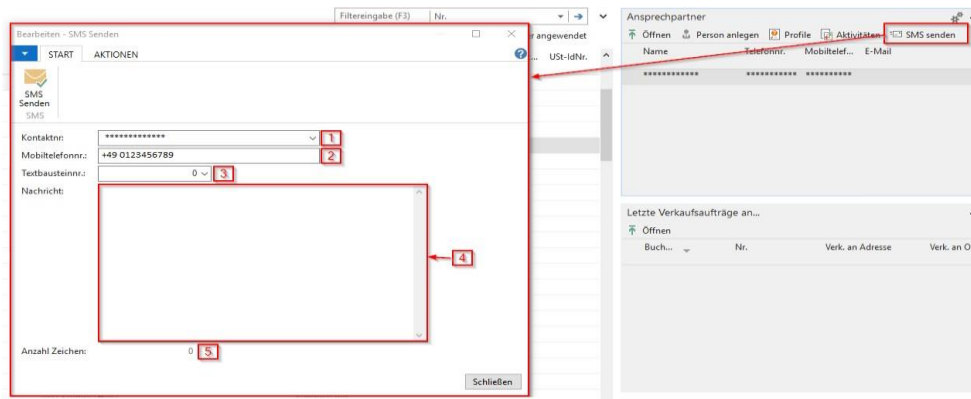 Filtereingabe (F3) Nr.
r angewendet
... USt-IdNr.
Bearbeiten - SMS Senden
START AKTIONEN
SMS
Senden
SMS
Kontaktnr: ************* 1
Mobiltelefonnr.: +49 0123456789 2
Textbausteinnr.: 0 3
Nachricht:
4
Anzahl Zeichen: 0 5
Schließen
Ansprechpartner
Öffnen Person anlegen Profile Aktivitäten SMS senden
Name Telefonnr. Mobiltelef... E-Mail
************ *********** **********
Letzte Verkaufsaufträge an...
Öffnen
Buch... Nr. Verk. an Adresse Verk. an O